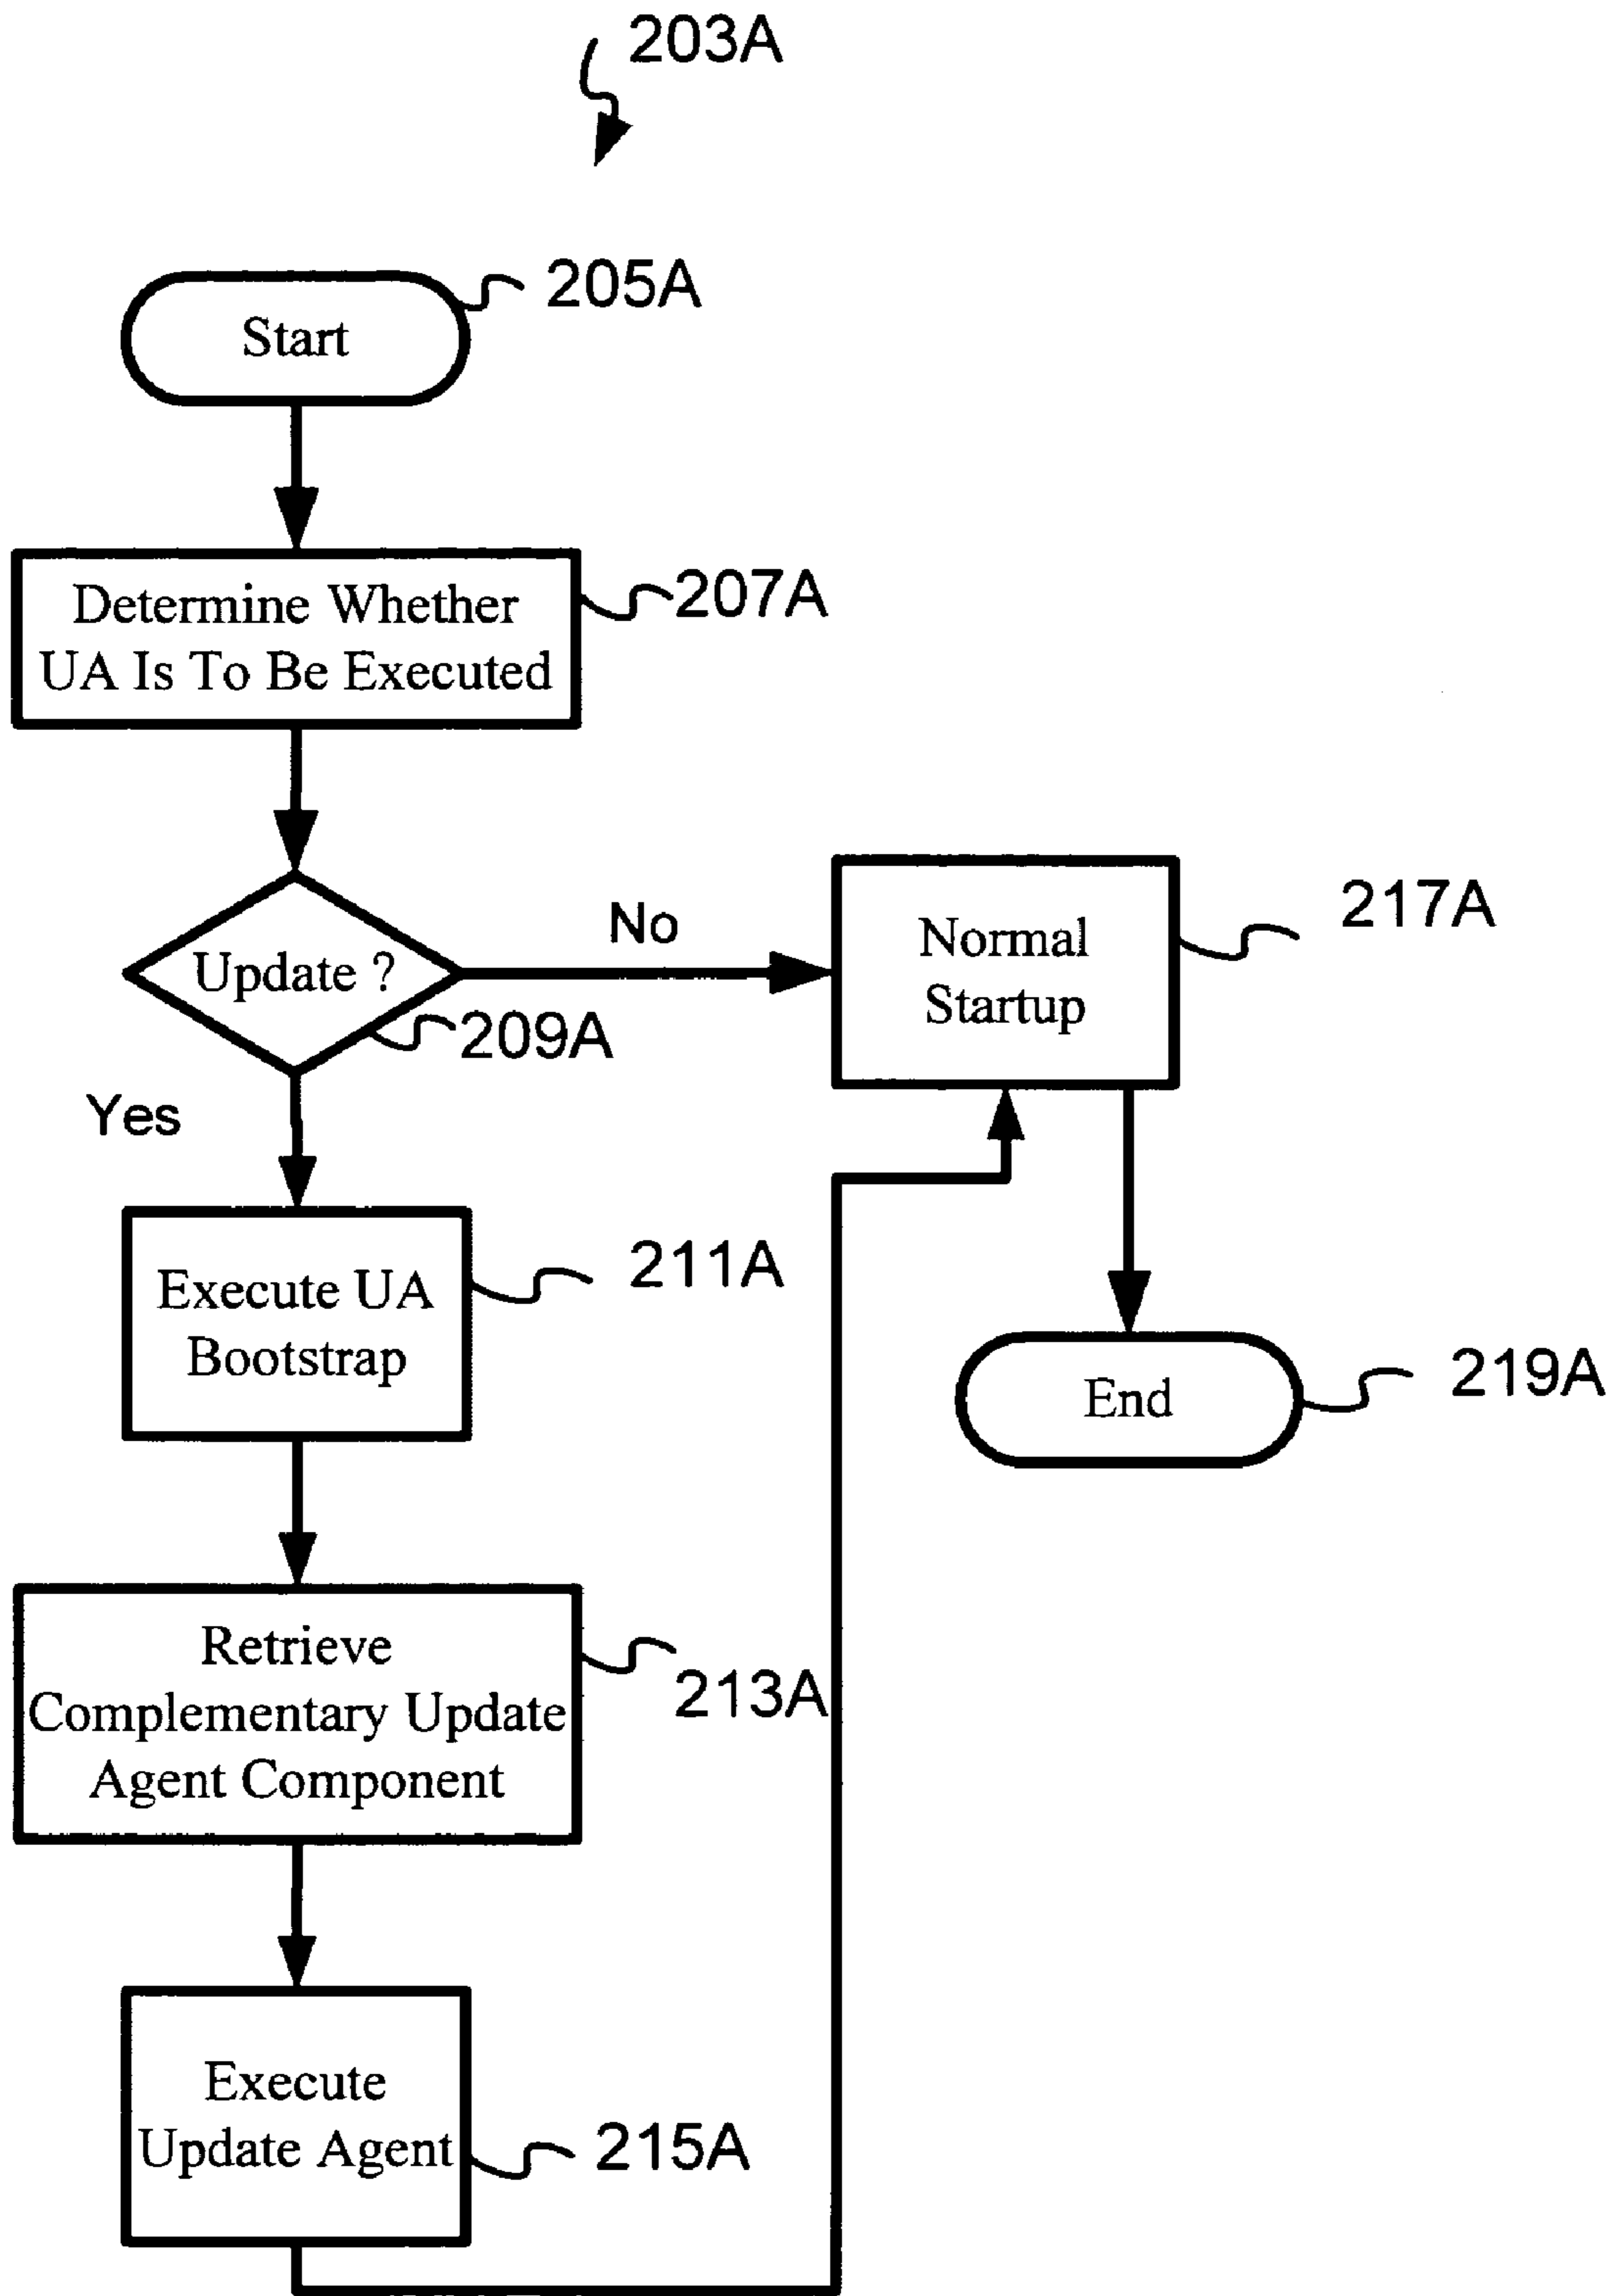 203A
205A
Start
207A
Determine Whether
UA Is To Be Executed
Update ?
209A
No
Yes
217A
Normal
Startup
211A
Execute UA
Bootstrap
219A
End
213A
Retrieve
Complementary Update
Agent Component
215A
Execute
Update Agent